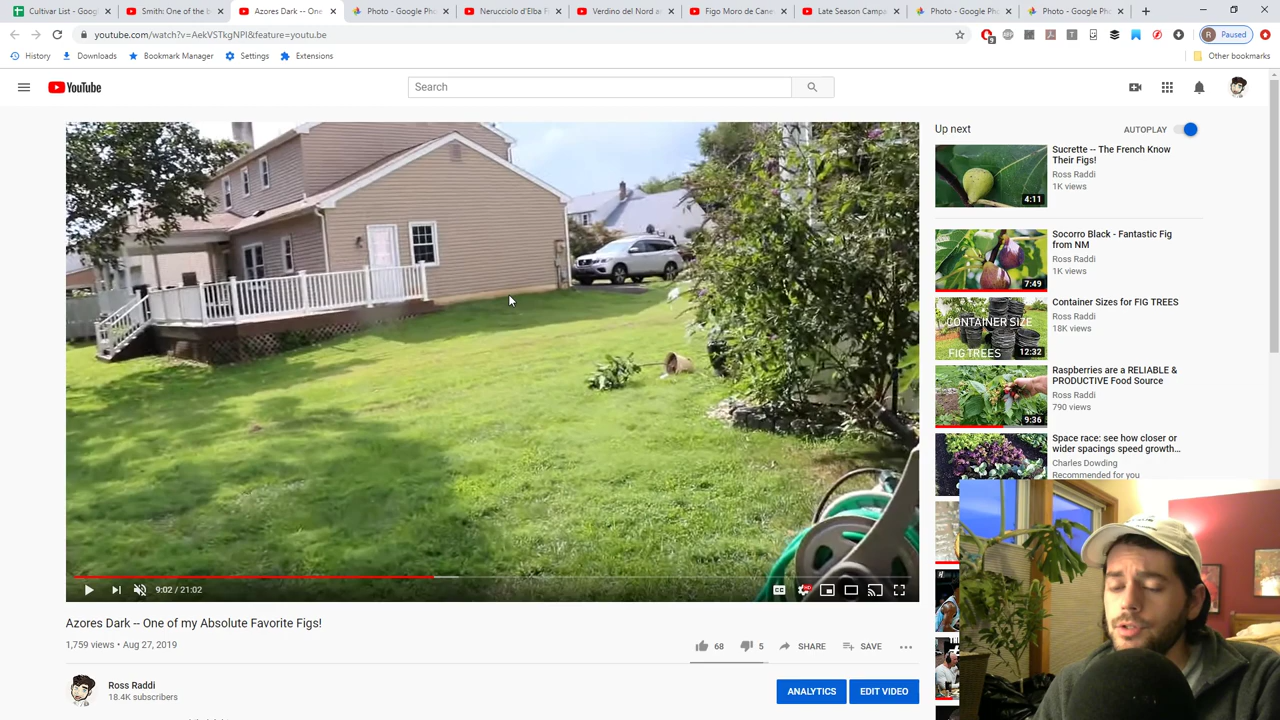 Cultivar List - Goog
Smith: One of the b
Azores Dark -- One
Photo - Google Pho
Nerucciolo d'Elba F
Verdino del Nord a
Figo Moro de Cane
Late Season Campa
Photo - Google Ph
Photo - Google Ph
youtube.com/watch?v=AekVSTkgNPI&feature=youtu.be
R Paused
History Downloads Bookmark Manager Settings Extensions Other bookmarks
YouTube
Search
Up next AUTOPLAY
Sucrette -- The French Know
Their Figs!
Ross Raddi
1K views
4:11
Socorro Black - Fantastic Fig
from NM
Ross Raddi
1K views
7:49
Container Sizes for FIG TREES
Ross Raddi
18K views
CONTAINER SIZE
FIG TREES
12:32
Raspberries are a RELIABLE &
PRODUCTIVE Food Source
Ross Raddi
790 views
9:36
Space race: see how closer or
wider spacings speed growth…
Charles Dowding
Recommended for you
9:02 / 21:02
CC
HD
Azores Dark -- One of my Absolute Favorite Figs!
1,759 views • Aug 27, 2019
68 5 SHARE SAVE
Ross Raddi
18.4K subscribers
ANALYTICS EDIT VIDEO